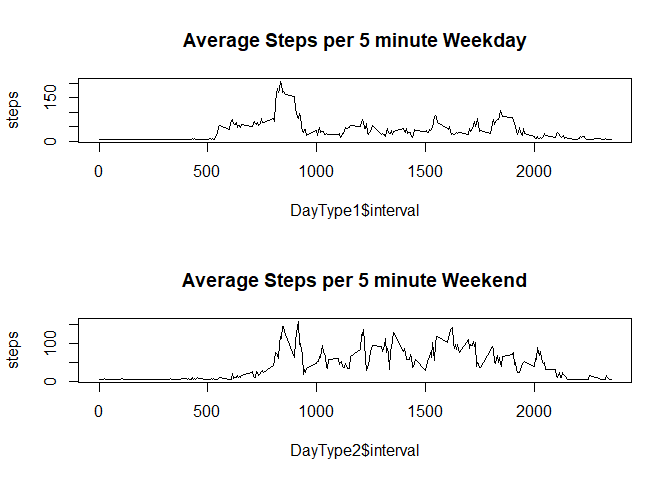 Average Steps per 5 minute Weekday
steps
150
0
0 500 1000 1500 2000
DayType1$interval
Average Steps per 5 minute Weekend
steps
100
0
0 500 1000 1500 2000
DayType2$interval